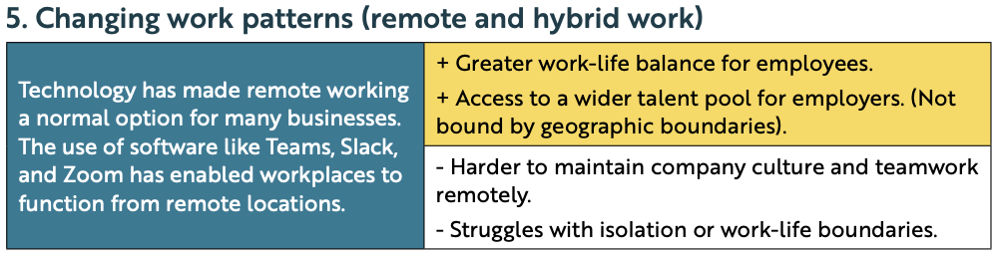 5. Changing work patterns (remote and hybrid work)
Technology has made remote working
a normal option for many businesses.
The use of software like Teams, Slack,
and Zoom has enabled workplaces to
function from remote locations.
+ Greater work-life balance for employees.
+ Access to a wider talent pool for employers. (Not
bound by geographic boundaries).
- Harder to maintain company culture and teamwork
remotely.
- Struggles with isolation or work-life boundaries.